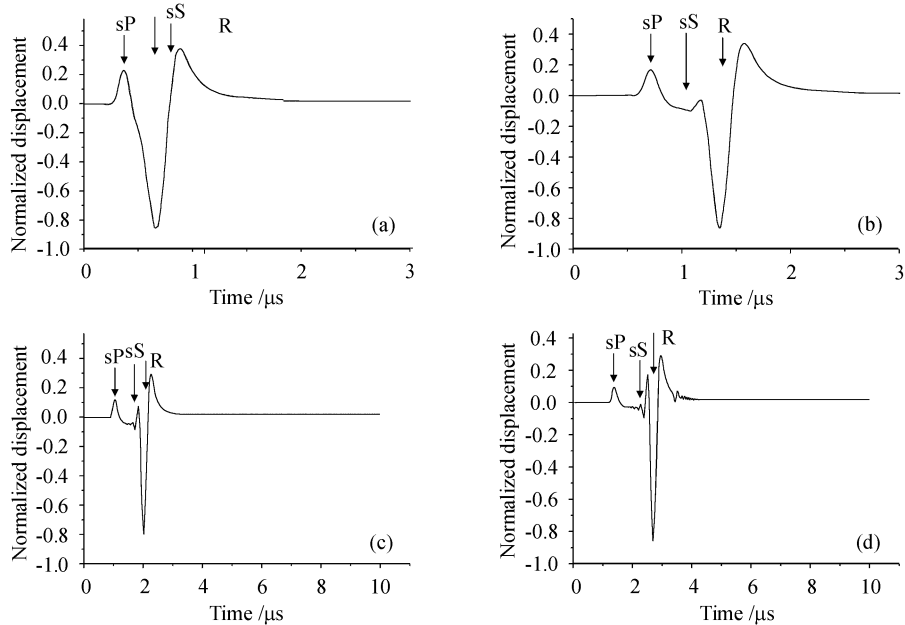 sP sS R
Normalized displacement
0.4
0.2
0.0
-0.2
-0.4
-0.6
-0.8
-1.0
(a)
0 1 2 3
Time /μs
sP sS R
Normalized displacement
0.4
0.2
0.0
-0.2
-0.4
-0.6
-0.8
-1.0
(b)
0 1 2 3
Time /μs
sP sS R
Normalized displacement
0.4
0.2
0.0
-0.2
-0.4
-0.6
-0.8
-1.0
(c)
0 2 4 6 8 10
Time /μs
sP sS R
Normalized displacement
0.4
0.2
0.0
-0.2
-0.4
-0.6
-0.8
-1.0
(d)
0 2 4 6 8 10
Time /μs